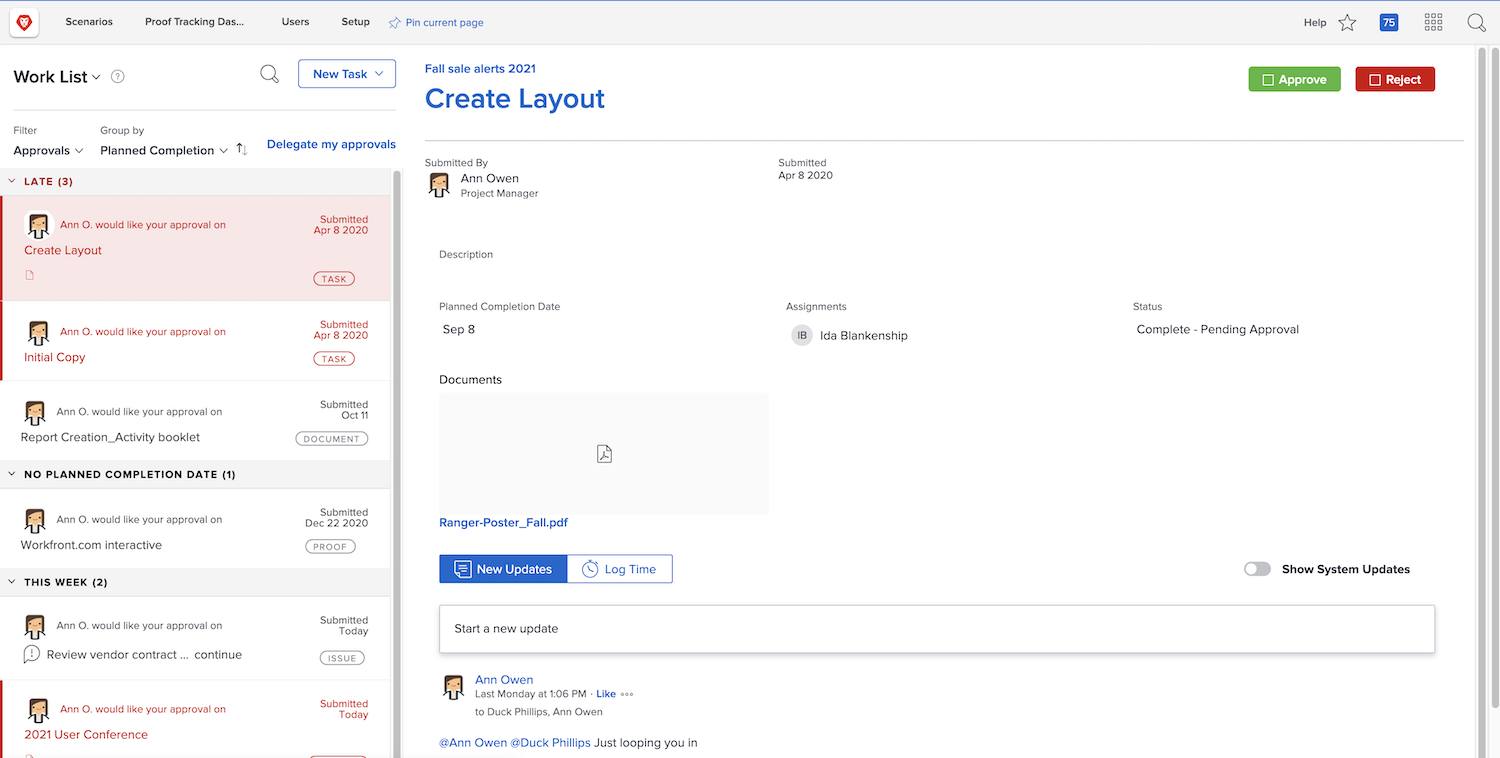 Scenarios Proof Tracking Das... Users Setup Pin current page Help 75
Work List ? New Task
Filter Group by
Approvals Planned Completion Delegate my approvals
LATE (3)
Ann O. would like your approval on Submitted
Apr 8 2020
Create Layout
TASK
Ann O. would like your approval on Submitted
Apr 8 2020
Initial Copy
TASK
Ann O. would like your approval on Submitted
Oct 11
Report Creation_Activity booklet
DOCUMENT
NO PLANNED COMPLETION DATE (1)
Ann O. would like your approval on Submitted
Dec 22 2020
Workfront.com interactive
PROOF
THIS WEEK (2)
Ann O. would like your approval on Submitted
Today
Review vendor contract ... continue
ISSUE
Ann O. would like your approval on Submitted
Today
2021 User Conference
Fall sale alerts 2021
Create Layout
Approve Reject
Submitted By Submitted
Ann Owen Apr 8 2020
Project Manager
Description
Planned Completion Date Assignments Status
Sep 8 IB Ida Blankenship Complete - Pending Approval
Documents
Ranger-Poster_Fall.pdf
New Updates Log Time Show System Updates
Start a new update
Ann Owen
Last Monday at 1:06 PM · Like
to Duck Phillips, Ann Owen
@Ann Owen @Duck Phillips Just looping you in